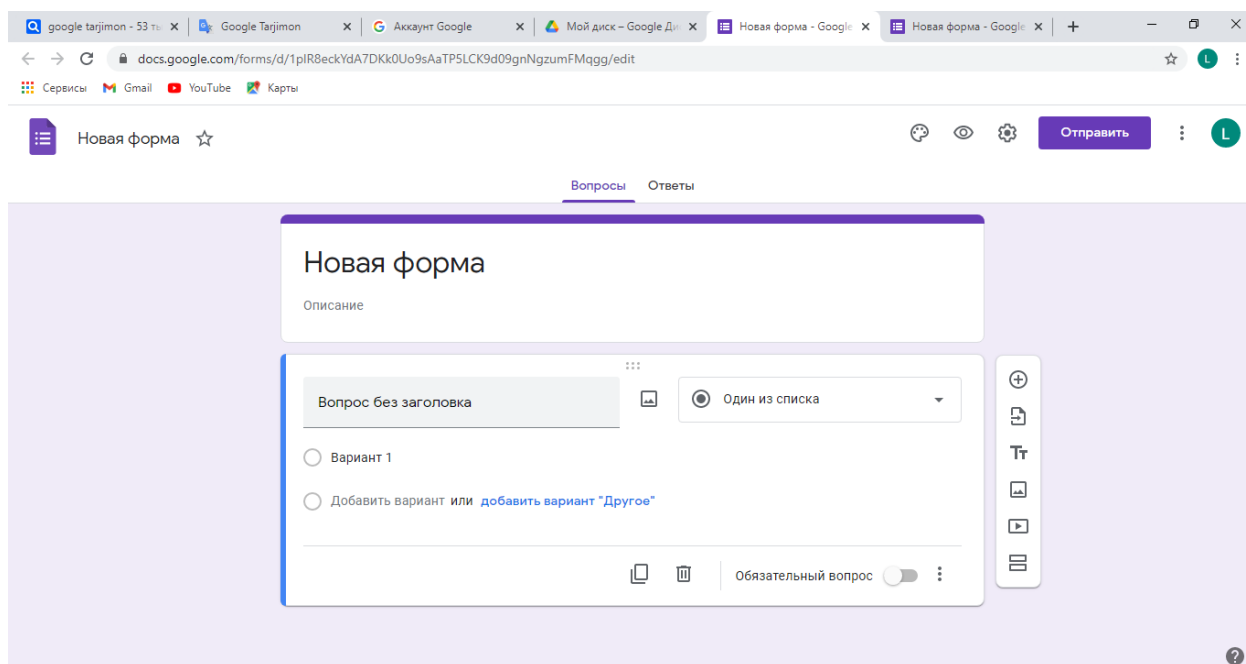 google tarjimon - 53 ты
Google Tarjimon
Аккаунт Google
Мой диск – Google Ди
Новая форма - Google
Новая форма - Google
docs.google.com/forms/d/1pIR8eckYdA7DKk0Uo9sAaTP5LCK9d09gnNgzumFMqgg/edit
L
Сервисы Gmail YouTube Карты
Новая форма
Отправить
L
Вопросы Ответы
Новая форма
Описание
Вопрос без заголовка
Один из списка
Вариант 1
Добавить вариант или добавить вариант "Другое"
Tт
Обязательный вопрос